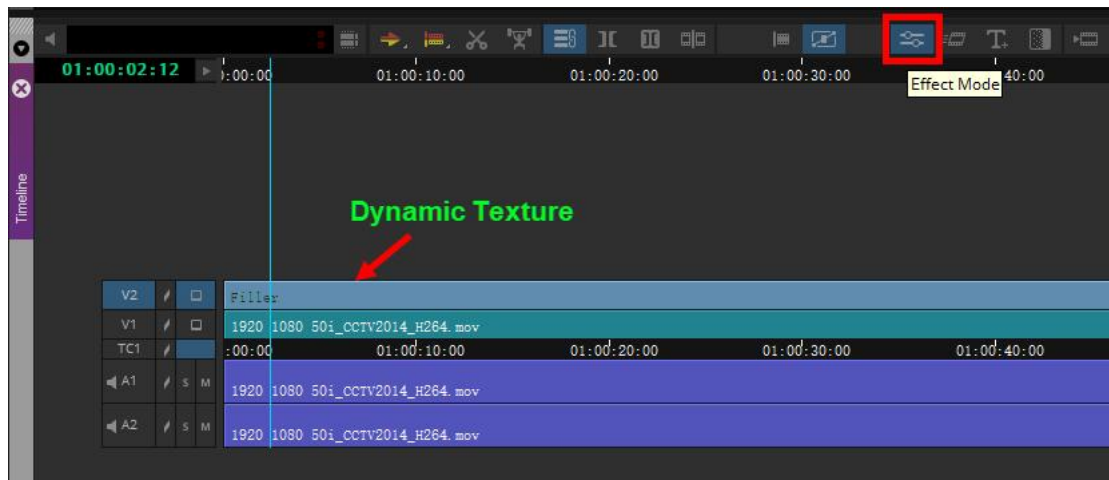 01:00:02:12
:00:00
01:00:10:00
01:00:20:00
01:00:30:00
40:00
Effect Mode
Timeline
Dynamic Texture
V2
Filler
V1
1920 1080 50i_CCTV2014_H264.mov
TC1
:00:00
01:00:10:00
01:00:20:00
01:00:30:00
01:00:40:00
A1
S M
1920 1080 50i_CCTV2014_H264.mov
A2
S M
1920 1080 50i_CCTV2014_H264.mov